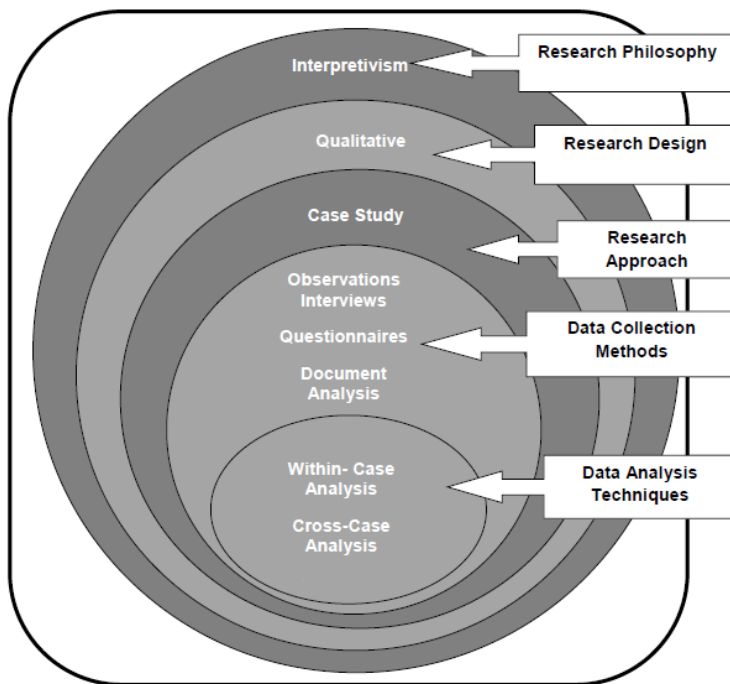 Interpretivism
Research Philosophy
Qualitative
Research Design
Case Study
Research
Approach
Observations
Interviews
Questionnaires
Data Collection
Methods
Document
Analysis
Within- Case
Analysis
Data Analysis
Techniques
Cross-Case
Analysis